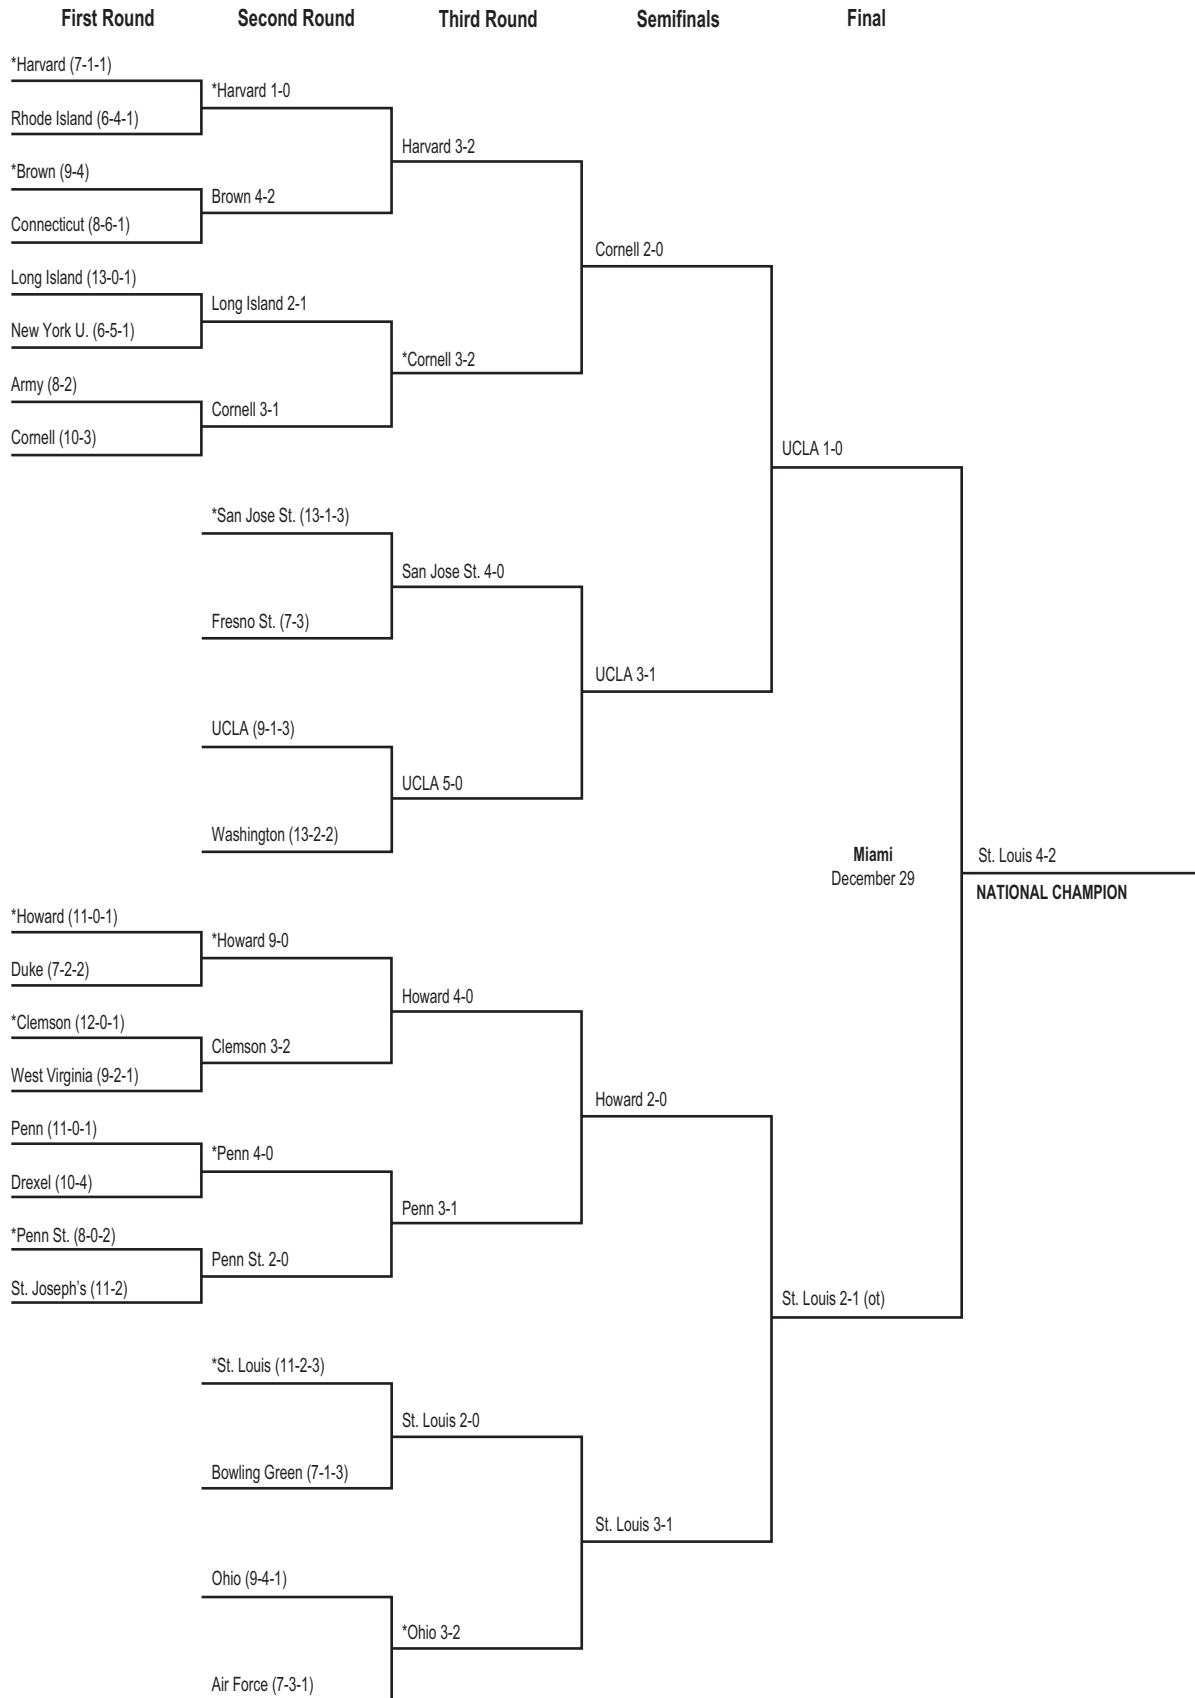 First Round
Second Round
Third Round
Semifinals
Final
*Harvard (7-1-1)
Rhode Island (6-4-1)
*Brown (9-4)
Connecticut (8-6-1)
Long Island (13-0-1)
New York U. (6-5-1)
Army (8-2)
Cornell (10-3)
*Harvard 1-0
Brown 4-2
Long Island 2-1
Cornell 3-1
*San Jose St. (13-1-3)
Fresno St. (7-3)
UCLA (9-1-3)
Washington (13-2-2)
Harvard 3-2
*Cornell 3-2
San Jose St. 4-0
UCLA 5-0
Cornell 2-0
UCLA 3-1
UCLA 1-0
Miami
December 29
St. Louis 4-2
NATIONAL CHAMPION
*Howard (11-0-1)
Duke (7-2-2)
*Clemson (12-0-1)
West Virginia (9-2-1)
Penn (11-0-1)
Drexel (10-4)
*Penn St. (8-0-2)
St. Joseph's (11-2)
*Howard 9-0
Clemson 3-2
*Penn 4-0
Penn St. 2-0
*St. Louis (11-2-3)
Bowling Green (7-1-3)
Ohio (9-4-1)
Air Force (7-3-1)
Howard 4-0
Penn 3-1
St. Louis 2-0
*Ohio 3-2
Howard 2-0
St. Louis 3-1
St. Louis 2-1 (ot)